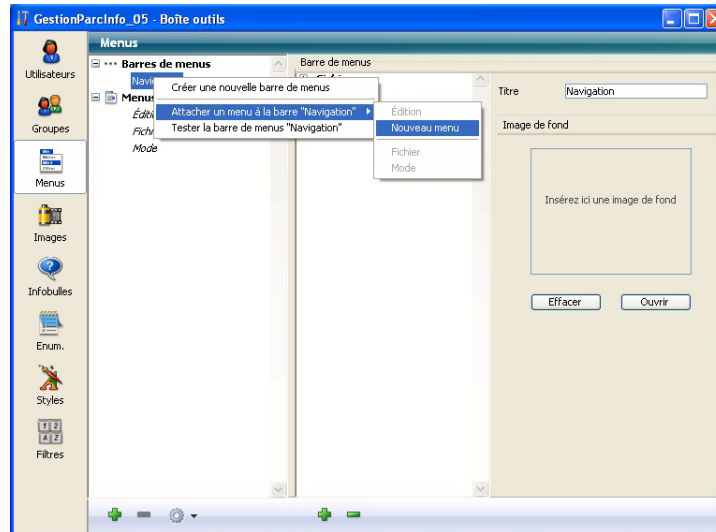 GestionParcInfo_05 - Boîte outils
Menus
Utilisateurs
Groupes
Menus
Images
Infobulles
Enum.
Styles
Filtres
Barres de menus
Menus
Mode
Créer une nouvelle barre de menus
Attacher un menu à la barre "Navigation"
Tester la barre de menus "Navigation"
Édition
Nouveau menu
Fichier
Mode
Barre de menus
Titre
Navigation
Image de fond
Insérez ici une image de fond
Effacer
Ouvrir